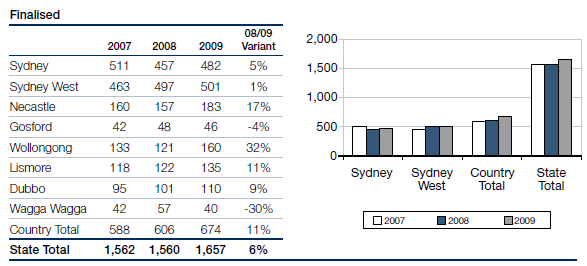 Finalised
2007 2008 2009 08/09 Variant
Sydney 511 457 482 5%
Sydney West 463 497 501 1%
Necastle 160 157 183 17%
Gosford 42 48 46 -4%
Wollongong 133 121 160 32%
Lismore 118 122 135 11%
Dubbo 95 101 110 9%
Wagga Wagga 42 57 40 -30%
Country Total 588 606 674 11%
State Total 1,562 1,560 1,657 6%
2,000
1,500
1,000
500
0
Sydney Sydney West Country Total State Total
2007 2008 2009